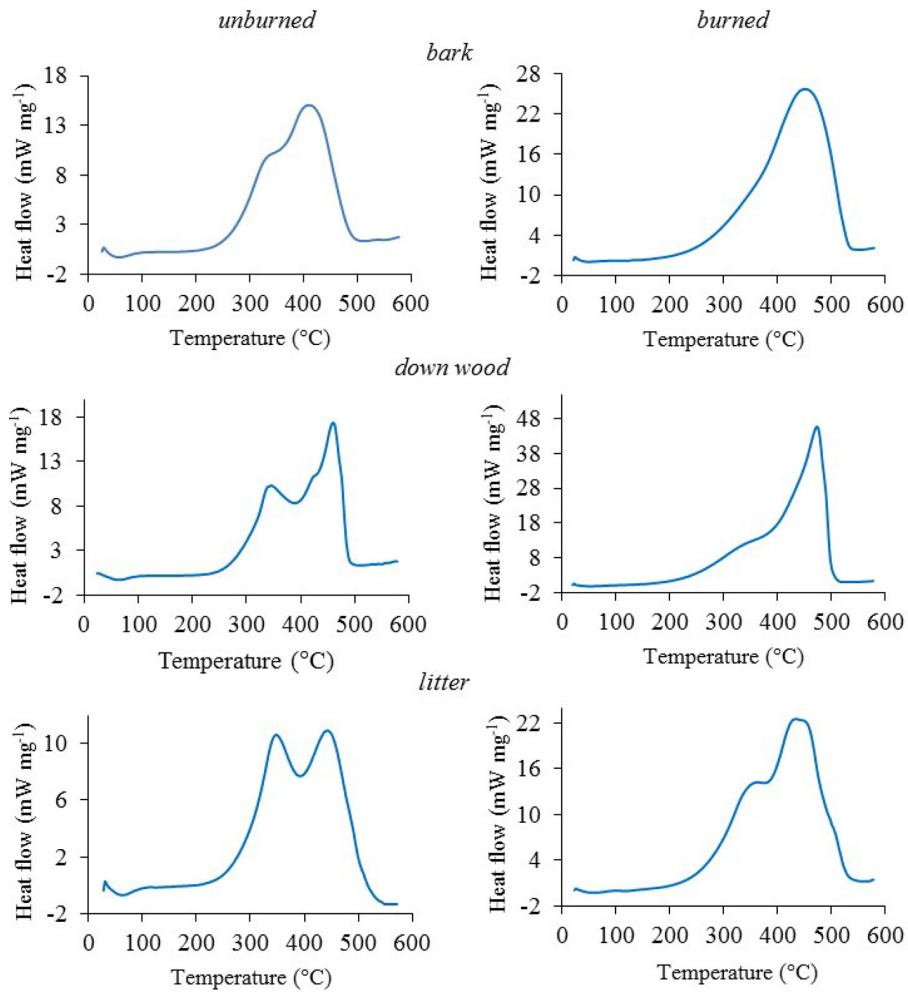 unburned burned
bark
Heat flow (mW mg⁻¹)
18
13
8
3
-2
0 100 200 300 400 500 600
Temperature (°C)
Heat flow (mW mg⁻¹)
28
22
16
10
4
-2
0 100 200 300 400 500 600
Temperature (°C)
down wood
Heat flow (mW mg⁻¹)
18
13
8
3
-2
0 100 200 300 400 500 600
Temperature (°C)
Heat flow (mW mg⁻¹)
48
38
28
18
8
-2
0 100 200 300 400 500 600
Temperature (°C)
litter
Heat flow (mW mg⁻¹)
10
6
2
-2
0 100 200 300 400 500 600
Temperature (°C)
Heat flow (mW mg⁻¹)
22
16
10
4
-2
0 100 200 300 400 500 600
Temperature (°C)